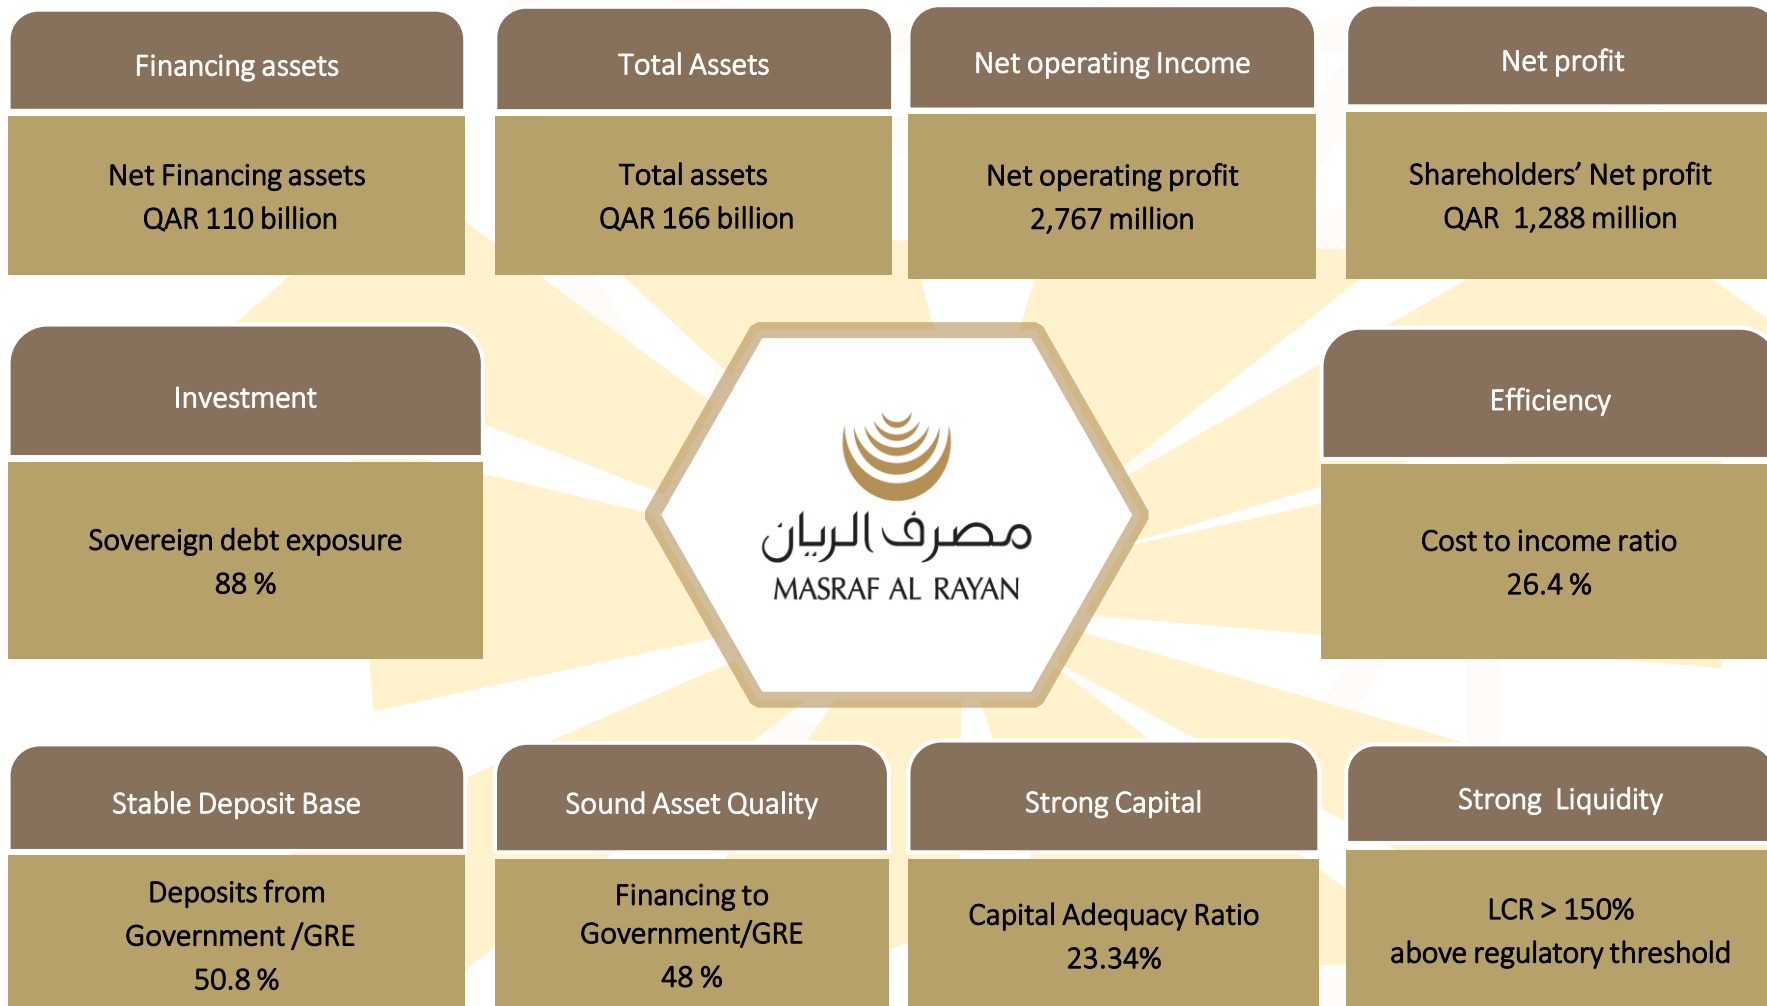 Financing assets
Net Financing assets
QAR 110 billion
Total Assets
Total assets
QAR 166 billion
Net operating Income
Net operating profit
2,767 million
Net profit
Shareholders’ Net profit
QAR 1,288 million
Investment
Sovereign debt exposure
88 %
مصرف الريان
MASRAF AL RAYAN
Efficiency
Cost to income ratio
26.4 %
Stable Deposit Base
Deposits from
Government /GRE
50.8 %
Sound Asset Quality
Financing to
Government/GRE
48 %
Strong Capital
Capital Adequacy Ratio
23.34%
Strong Liquidity
LCR > 150%
above regulatory threshold